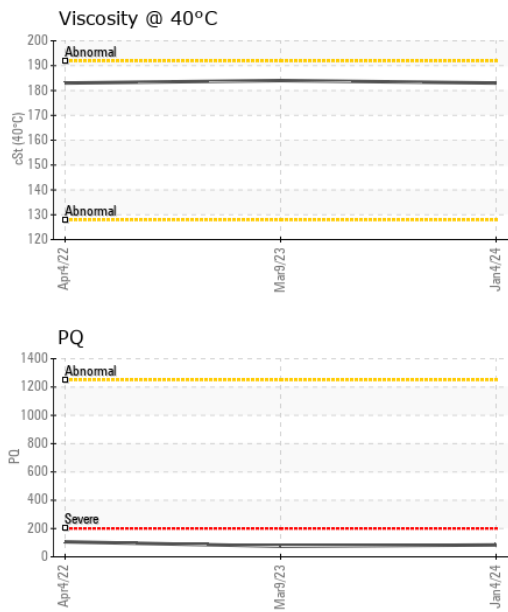 Viscosity @ 40°C
200
Abnormal
190
180
170
160
150
140
Abnormal
130
120
cSt (40°C)
Apr4/22
Mar9/23
Jan4/24
PQ
1400
Abnormal
1200
1000
800
600
400
Severe
200
0
PQ
Apr4/22
Mar9/23
Jan4/24